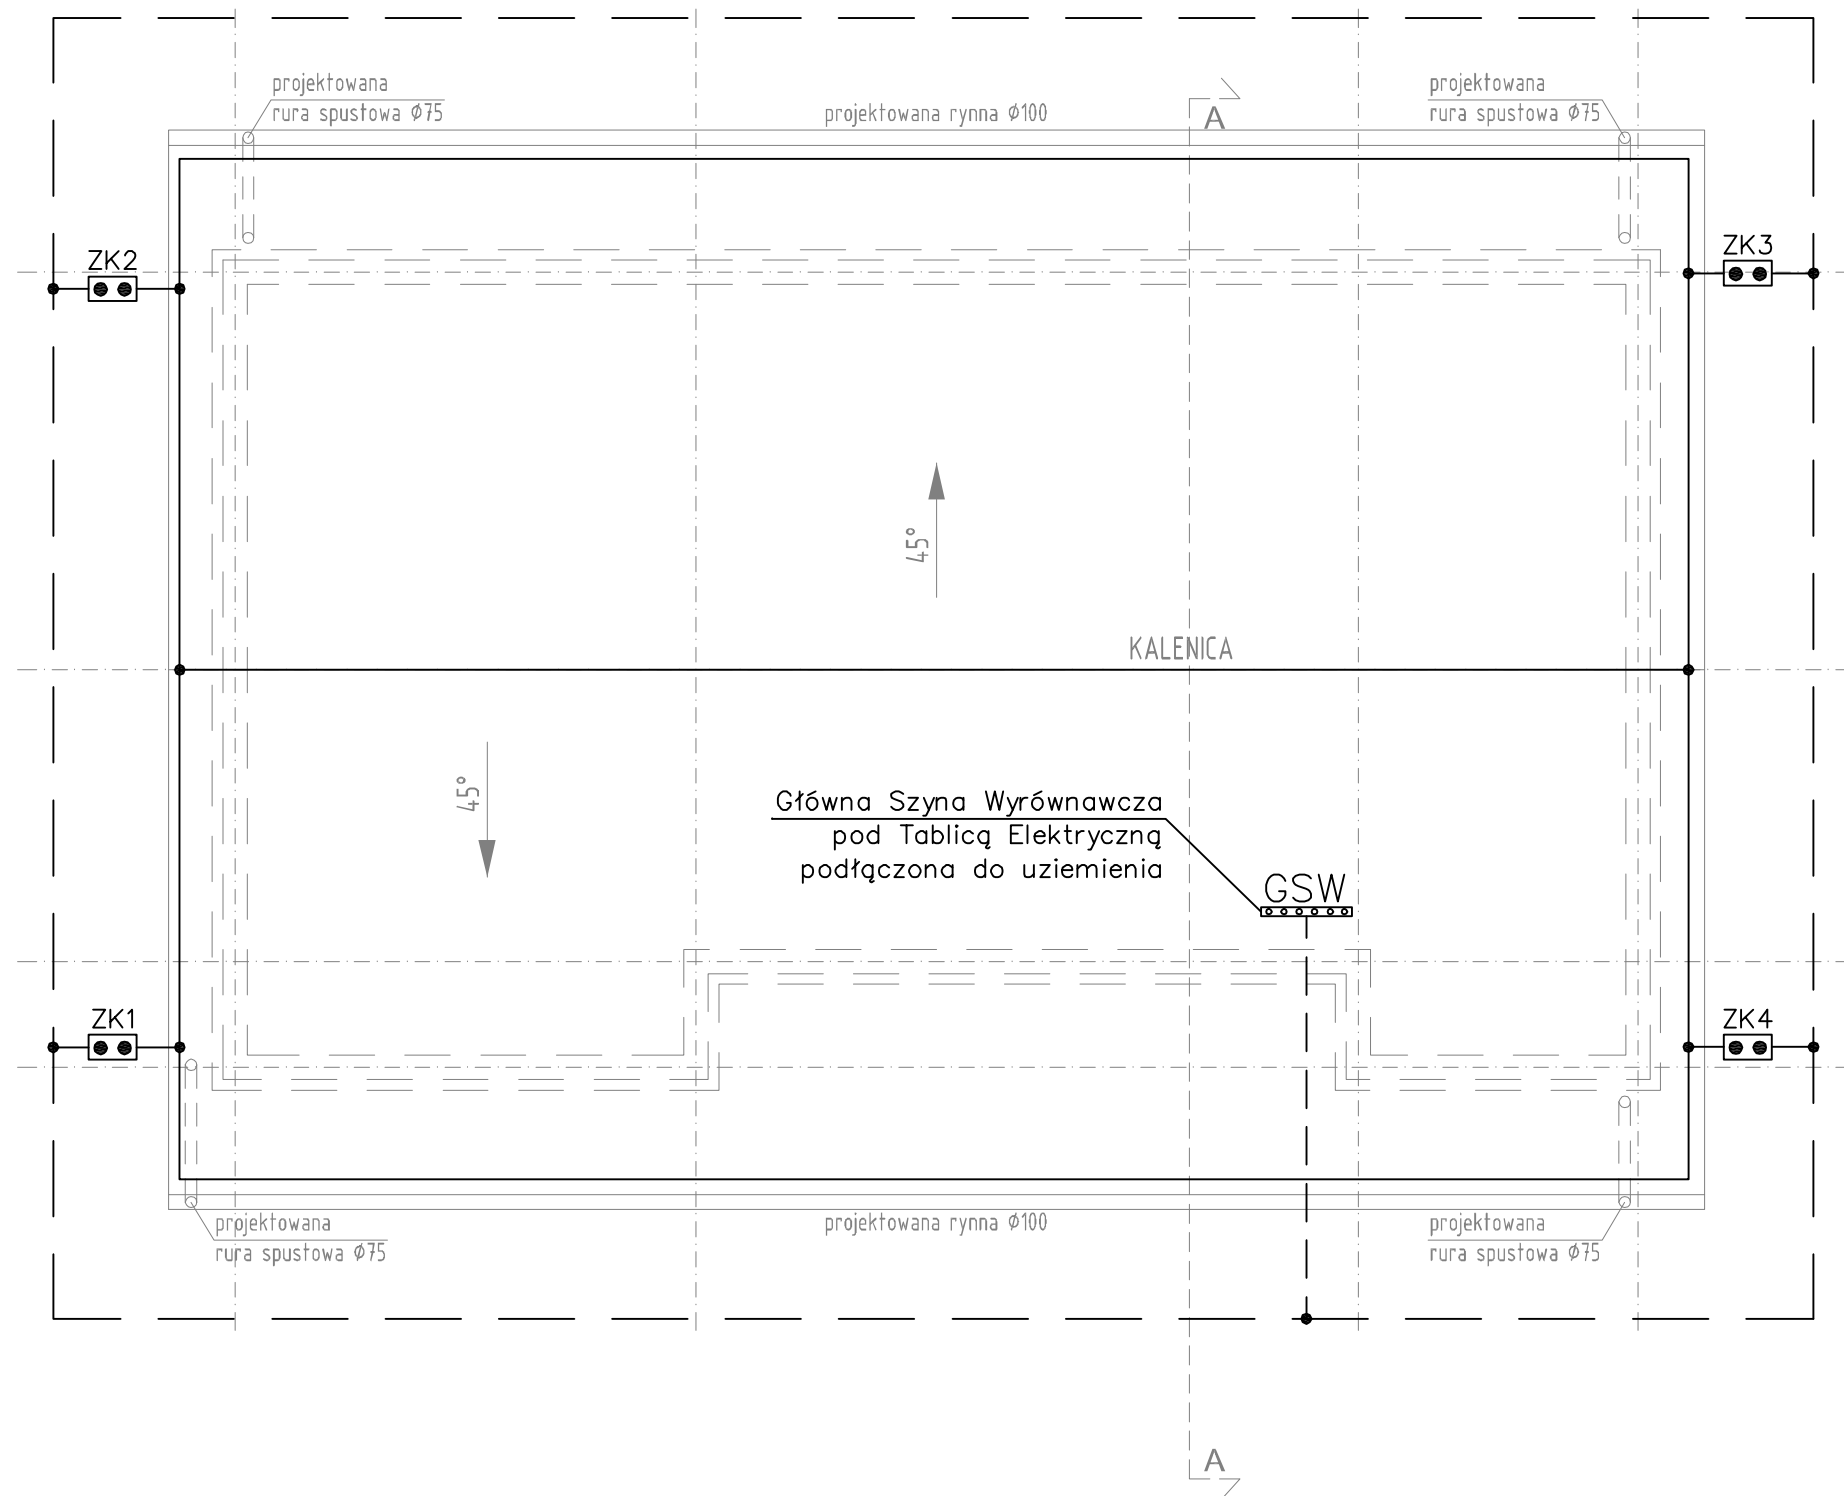 projektowana
rura spustowa Ø75
projektowana rynna Ø100
A
projektowana
rura spustowa Ø75
ZK2
ZK3
45°
KALENICA
45°
Główna Szyna Wyrównawcza
pod Tablicą Elektryczną
podłączona do uziemienia
GSW
ZK1
ZK4
projektowana
rura spustowa Ø75
projektowana rynna Ø100
projektowana
rura spustowa Ø75
A